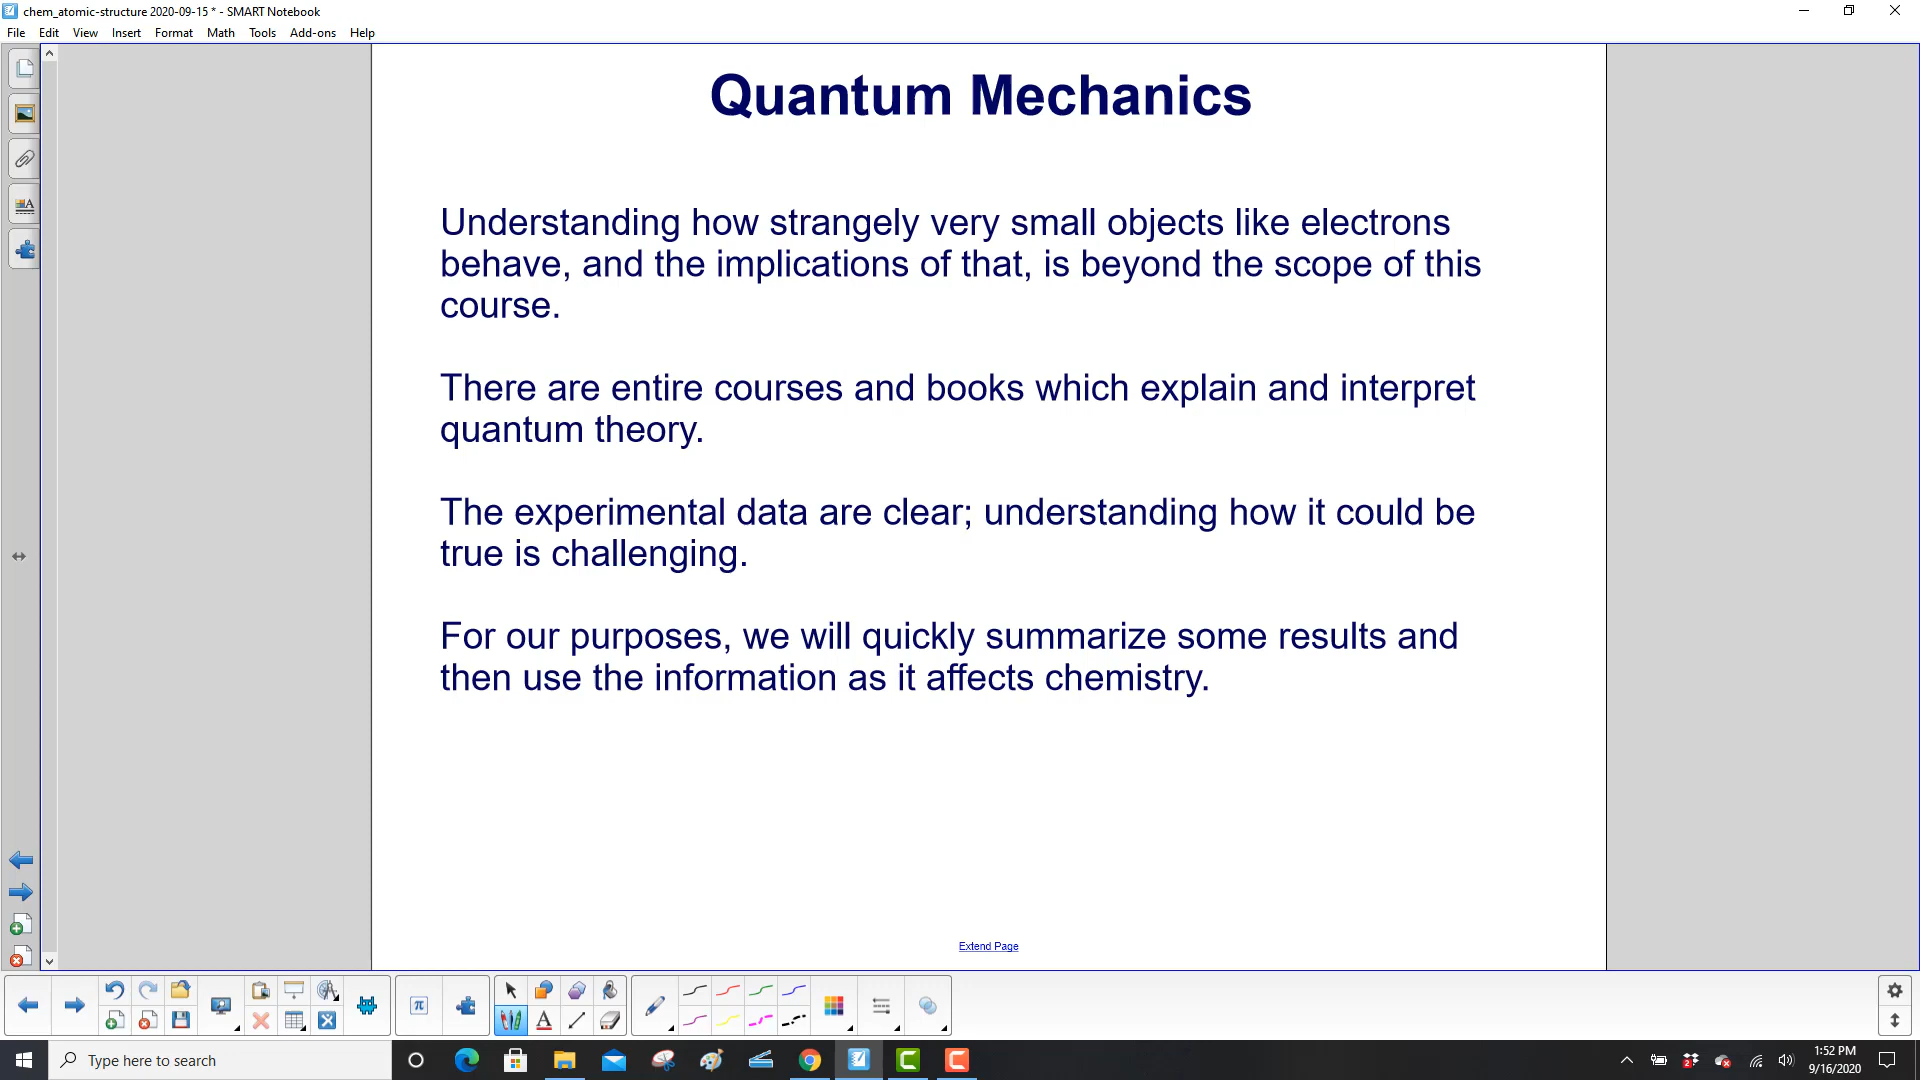 chem_atomic-structure 2020-09-15 * - SMART Notebook
File Edit View Insert Format Math Tools Add-ons Help
Quantum Mechanics
Understanding how strangely very small objects like electrons
behave, and the implications of that, is beyond the scope of this
course.
There are entire courses and books which explain and interpret
quantum theory.
The experimental data are clear; understanding how it could be
true is challenging.
For our purposes, we will quickly summarize some results and
then use the information as it affects chemistry.
Extend Page
Type here to search
1:52 PM
9/16/2020